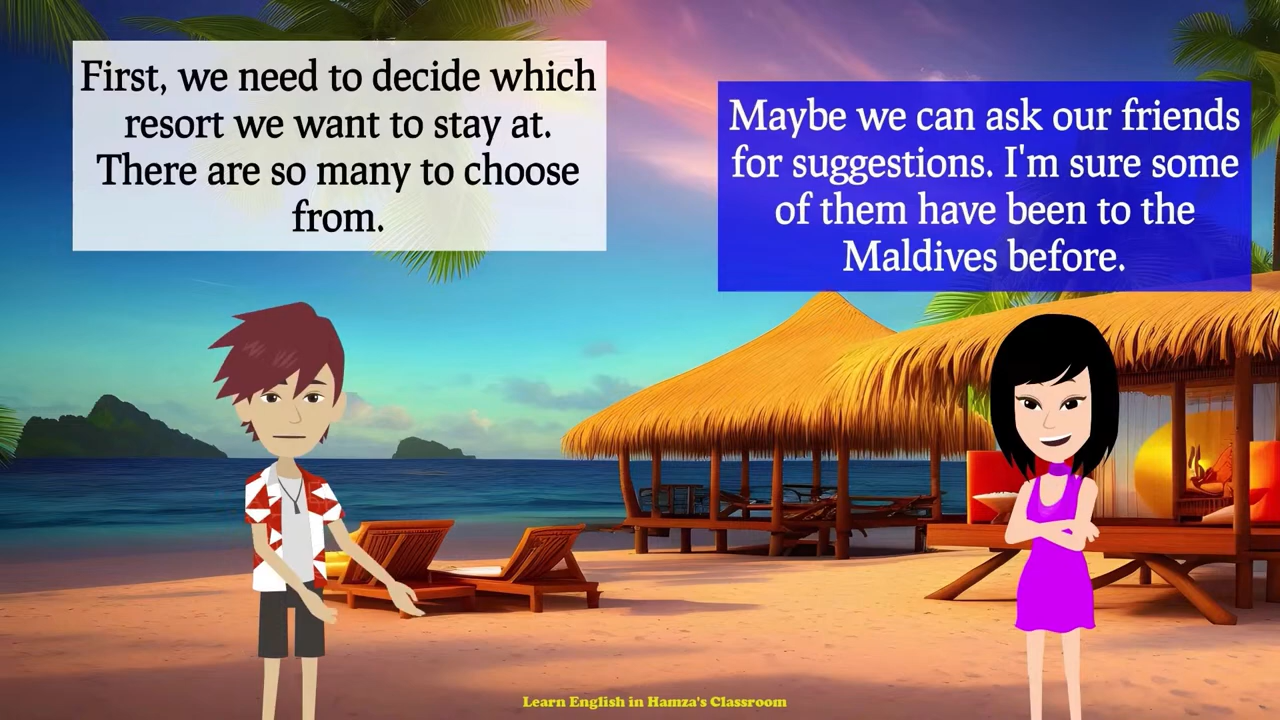 First, we need to decide which
resort we want to stay at.
There are so many to choose
from.
Maybe we can ask our friends
for suggestions. I'm sure some
of them have been to the
Maldives before.
Learn English in Hamza's Classroom